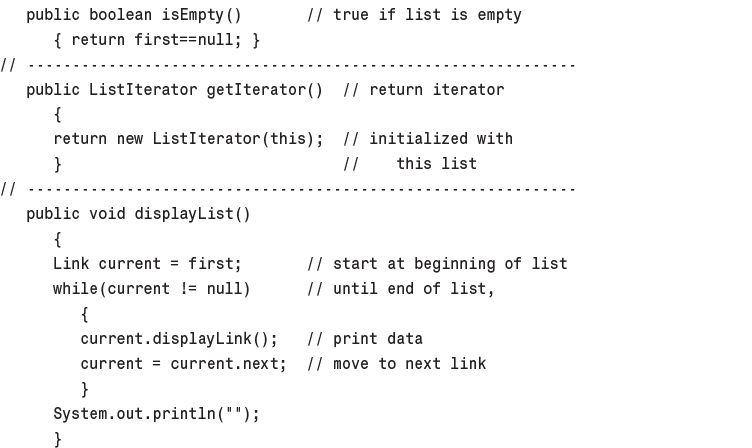 public boolean isEmpty()       // true if list is empty
      { return first==null; }
// -------------------------------------------------------------
   public ListIterator getIterator()  // return iterator
      {
      return new ListIterator(this);  // initialized with
      }                               //    this list
// -------------------------------------------------------------
   public void displayList()
      {
      Link current = first;       // start at beginning of list
      while(current != null)      // until end of list,
         {
         current.displayLink();   // print data
         current = current.next;  // move to next link
         }
      System.out.println("");
      }